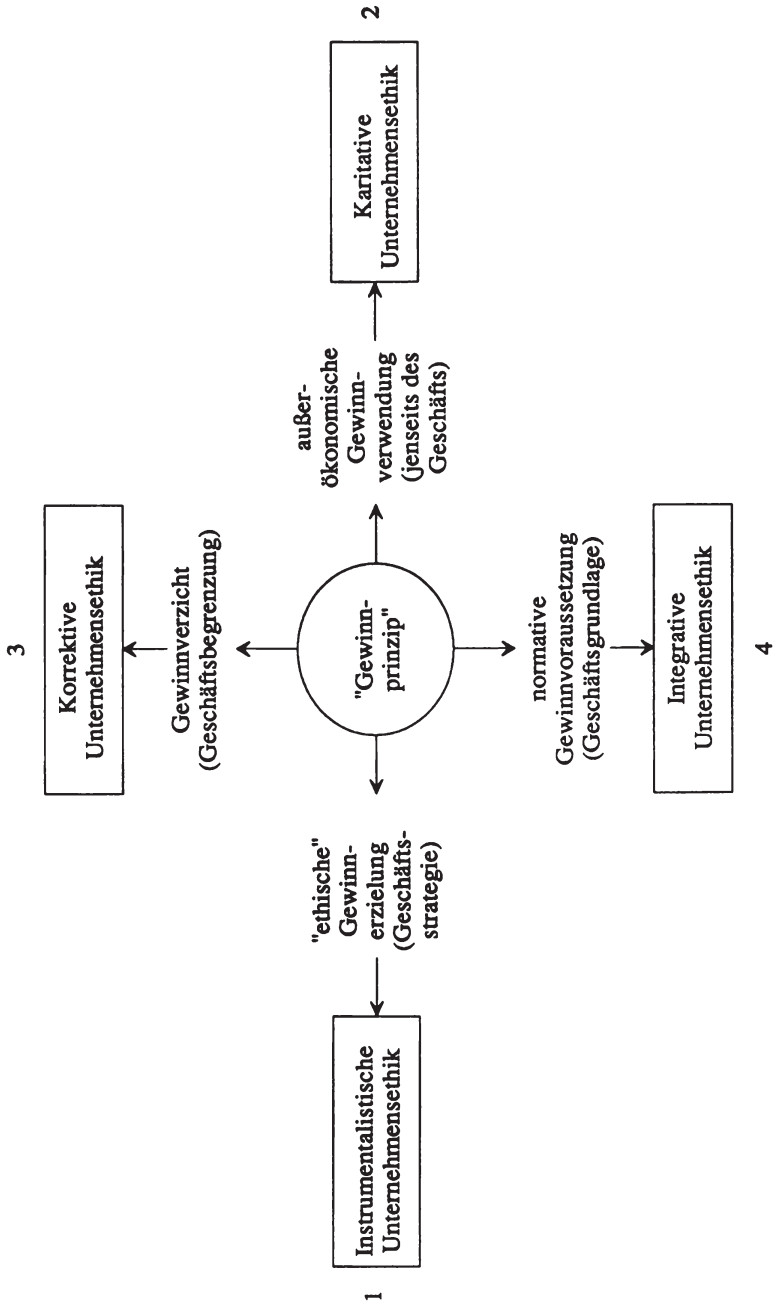 3
Korrektive
Unternehmensethik
Gewinnverzicht
(Geschäftsbegrenzung)
1
Instrumentalistische
Unternehmensethik
"ethische"
Gewinn-
erzielung
(Geschäfts-
strategie)
"Gewinn-
prinzip"
außer-
ökonomische
Gewinn-
verwendung
(jenseits des
Geschäfts)
Karitative
Unternehmensethik
2
normative
Gewinnvoraussetzung
(Geschäftsgrundlage)
Integrative
Unternehmensethik
4